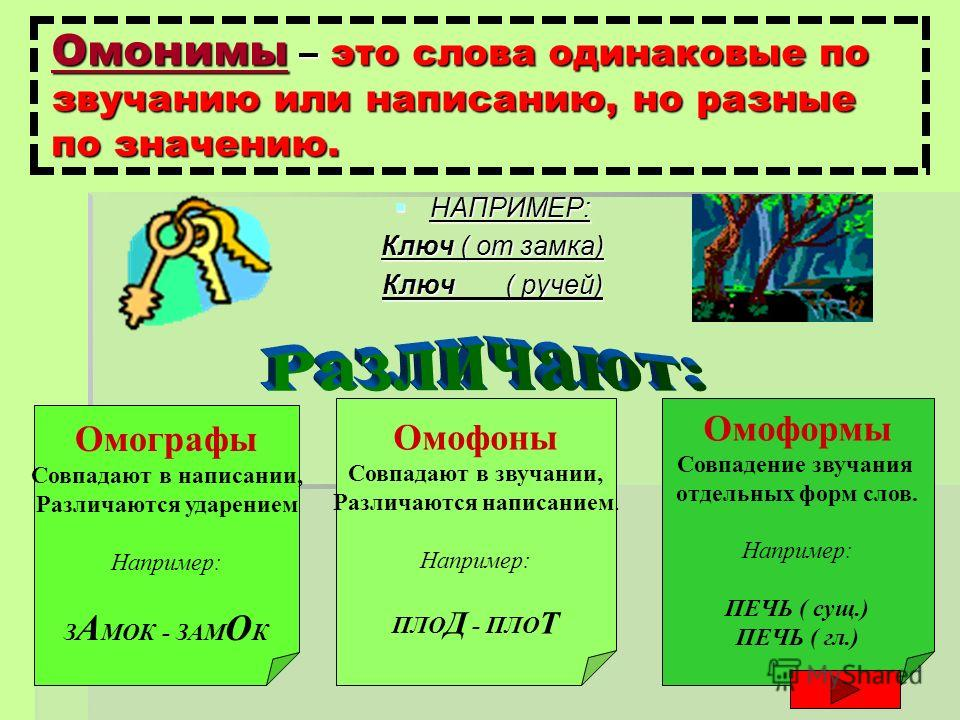 Омонимы – это слова одинаковые по
звучанию или написанию, но разные
по значению.
НАПРИМЕР:
Ключ ( от замка)
Ключ ( ручей)
Различают:
Омографы
Совпадают в написании,
Различаются ударением
Например:
зАмок - замОк
Омофоны
Совпадают в звучании,
Различаются написанием.
Например:
плоД - плоТ
Омоформы
Совпадение звучания
отдельных форм слов.
Например:
ПЕЧЬ ( сущ.)
ПЕЧЬ ( гл.)
MyShared